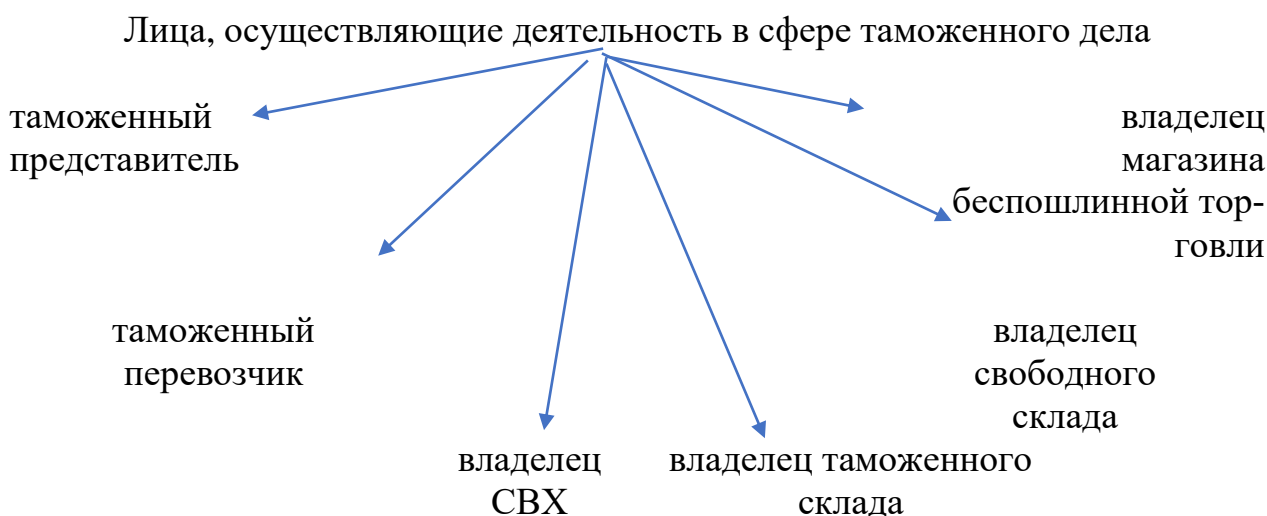 Лица, осуществляющие деятельность в сфере таможенного дела
таможенный
представитель
владелец
магазина
беспошлинной тор-
говли
таможенный
перевозчик
владелец
свободного
склада
владелец
СВХ
владелец таможенного
склада